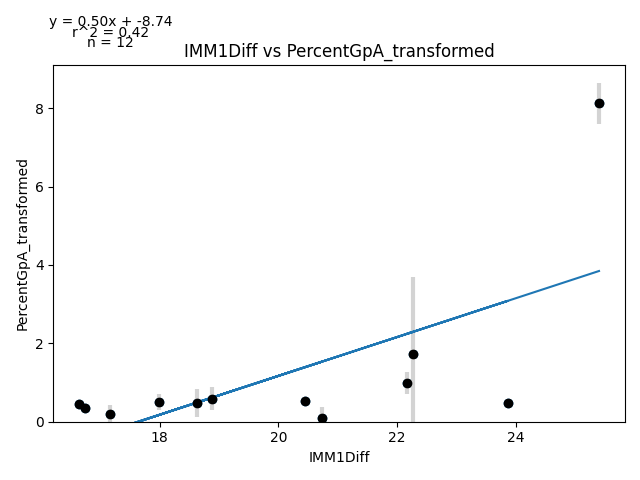 y = 0.50x + -8.74
r^2 = 0.42
n = 12
IMM1Diff vs PercentGpA_transformed
PercentGpA_transformed
8
6
4
2
0
18 20 22 24
IMM1Diff